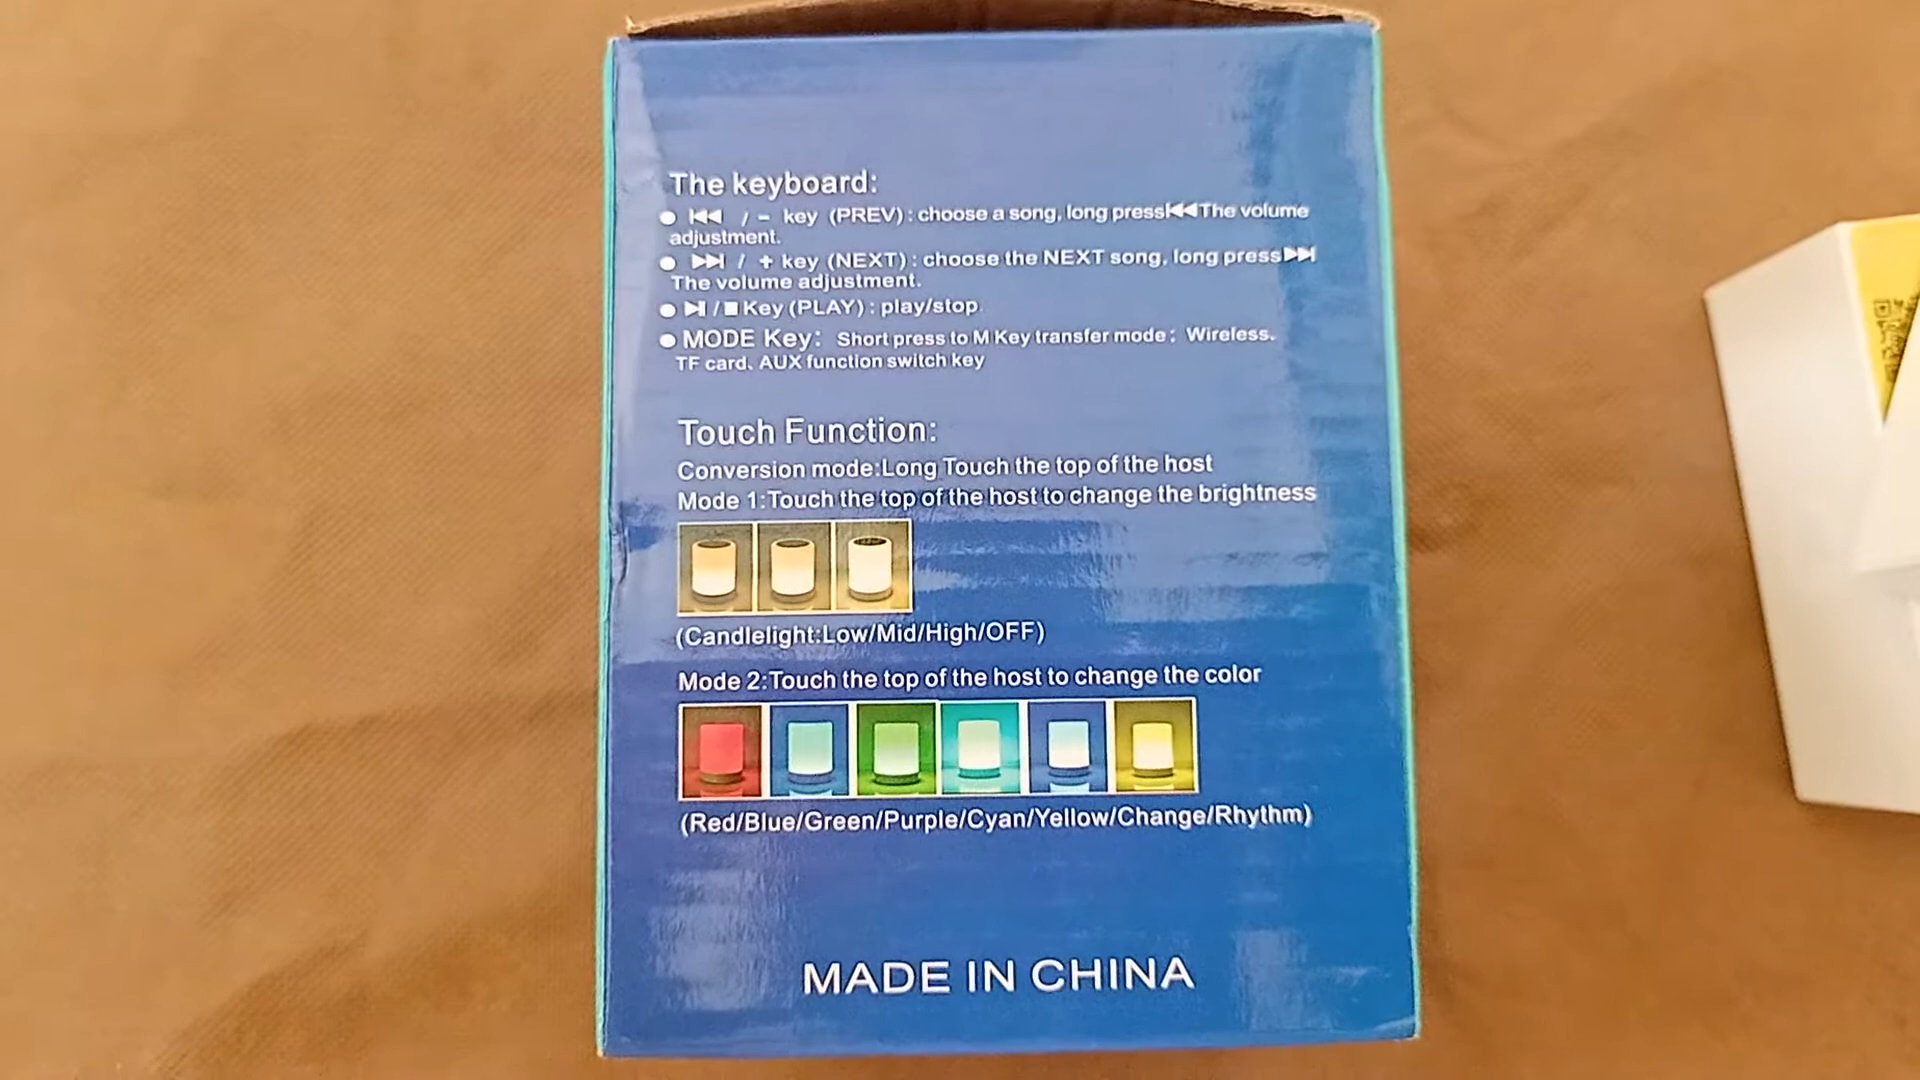 The keyboard:
● ⏮ / − key (PREV) : choose a song, long press⏮The volume
adjustment.
● ⏭ / + key (NEXT) : choose the NEXT song, long press⏭
The volume adjustment.
● ⏯ / ■ Key (PLAY) : play/stop.
● MODE Key: Short press to M Key transfer mode: Wireless、
TF card、AUX function switch key
Touch Function:
Conversion mode:Long Touch the top of the host
Mode 1:Touch the top of the host to change the brightness
(Candlelight:Low/Mid/High/OFF)
Mode 2:Touch the top of the host to change the color
(Red/Blue/Green/Purple/Cyan/Yellow/Change/Rhythm)
MADE IN CHINA